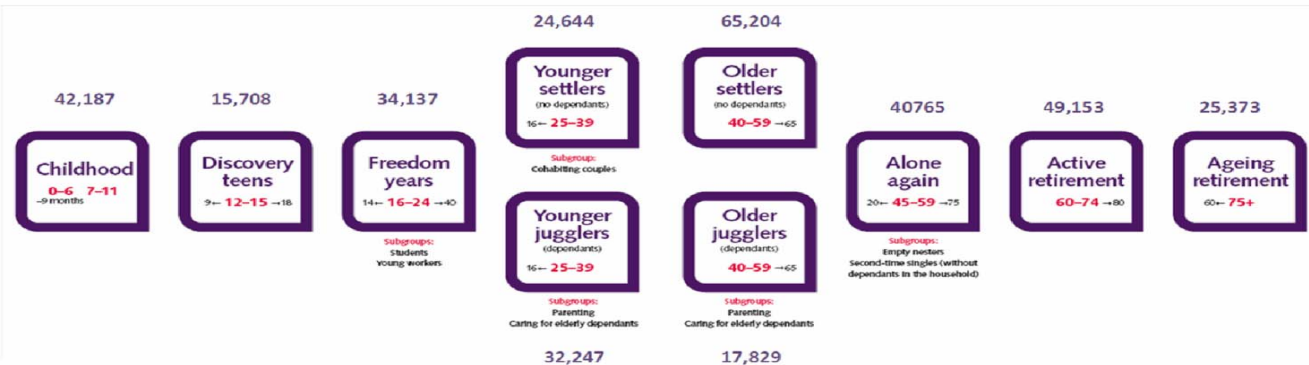 42,187
Childhood
0–6 7–11
–9 months
15,708
Discovery
teens
9← 12–15 →18
34,137
Freedom
years
14← 16–24 →40
Subgroups:
Students
Young workers
24,644
Younger
settlers
(no dependants)
16← 25–39
Subgroup:
Cohabiting couples
Younger
jugglers
(dependants)
16← 25–39
Subgroups:
Parenting
Caring for elderly dependants
32,247
65,204
Older
settlers
(no dependants)
40–59 →65
Older
jugglers
(dependants)
40–59 →65
Subgroups:
Parenting
Caring for elderly dependants
17,829
40765
Alone
again
20← 45–59 →75
Subgroups:
Empty nesters
Second-time singles (without
dependants in the household)
49,153
Active
retirement
60–74 →80
25,373
Ageing
retirement
60← 75+